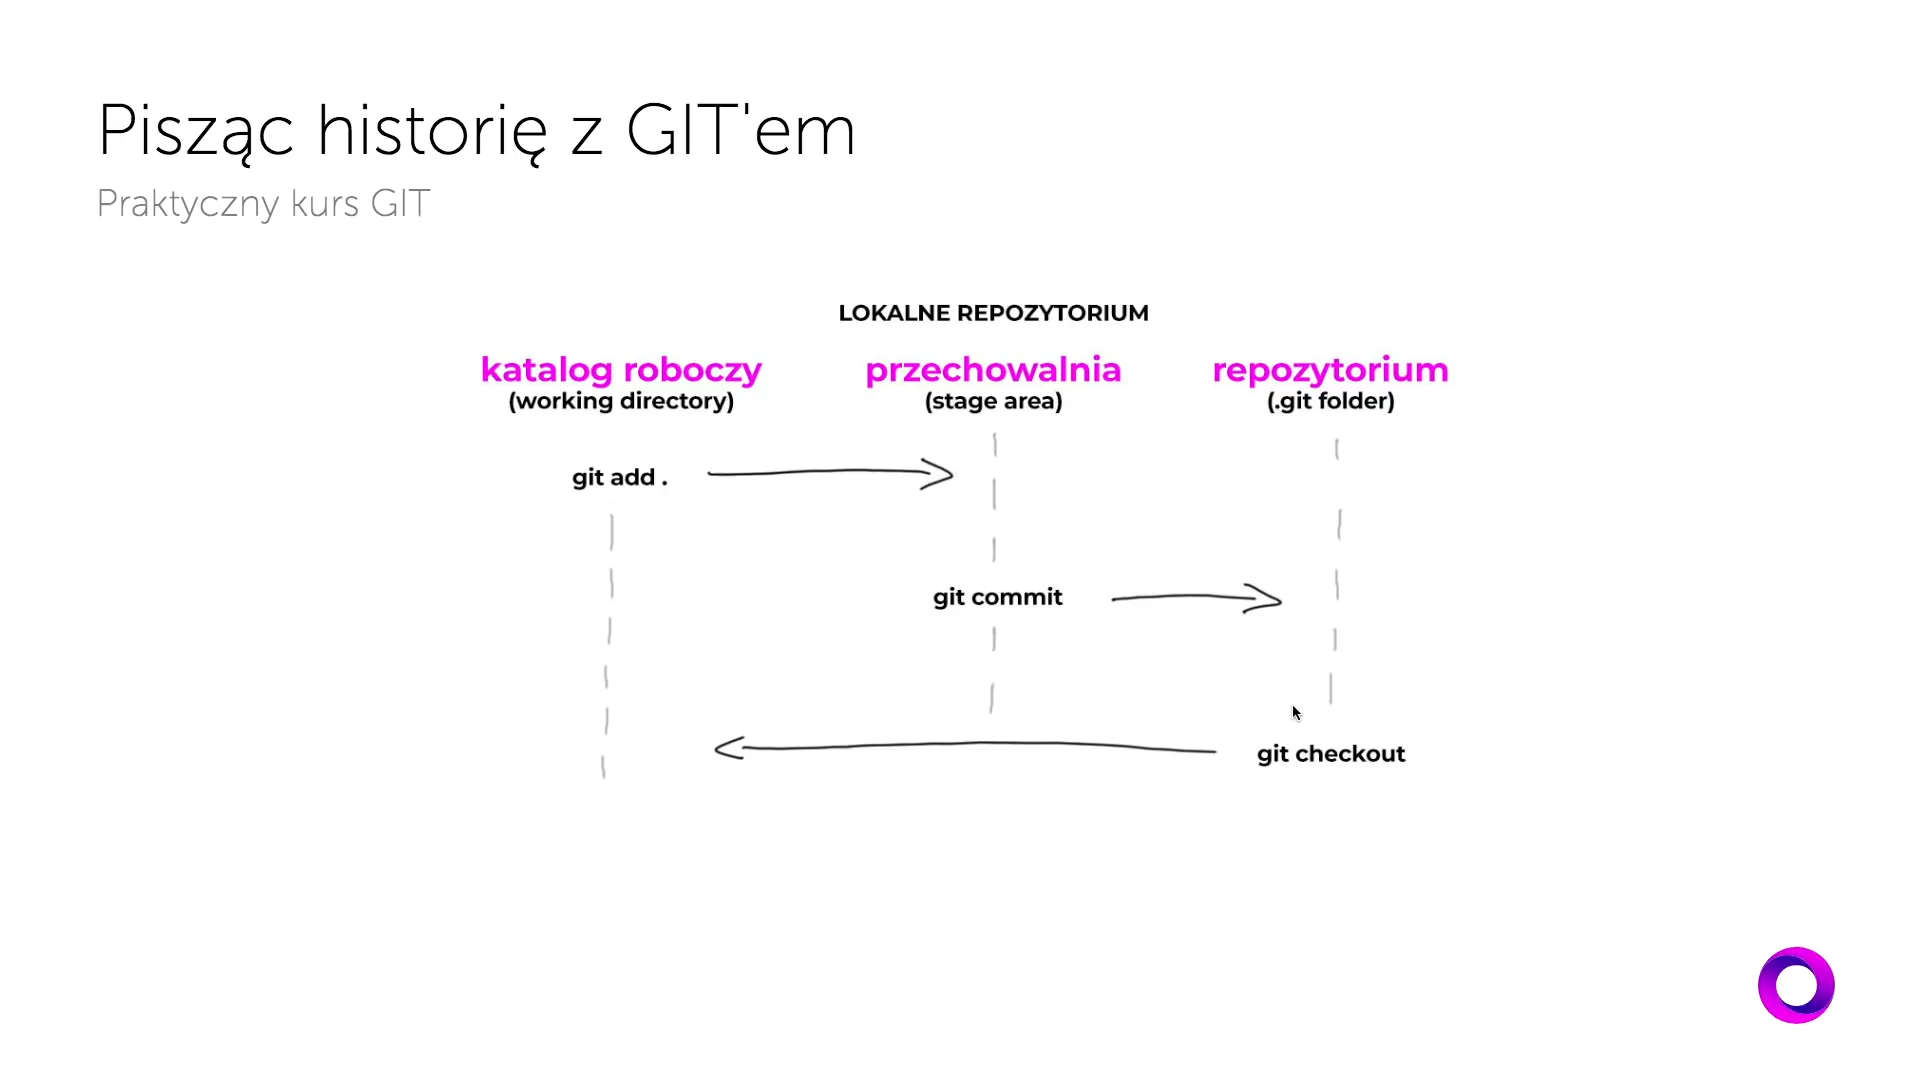 Pisząc historię z GIT'em
Praktyczny kurs GIT
LOKALNE REPOZYTORIUM
katalog roboczy
(working directory)
przechowalnia
(stage area)
repozytorium
(.git folder)
git add .
git commit
git checkout